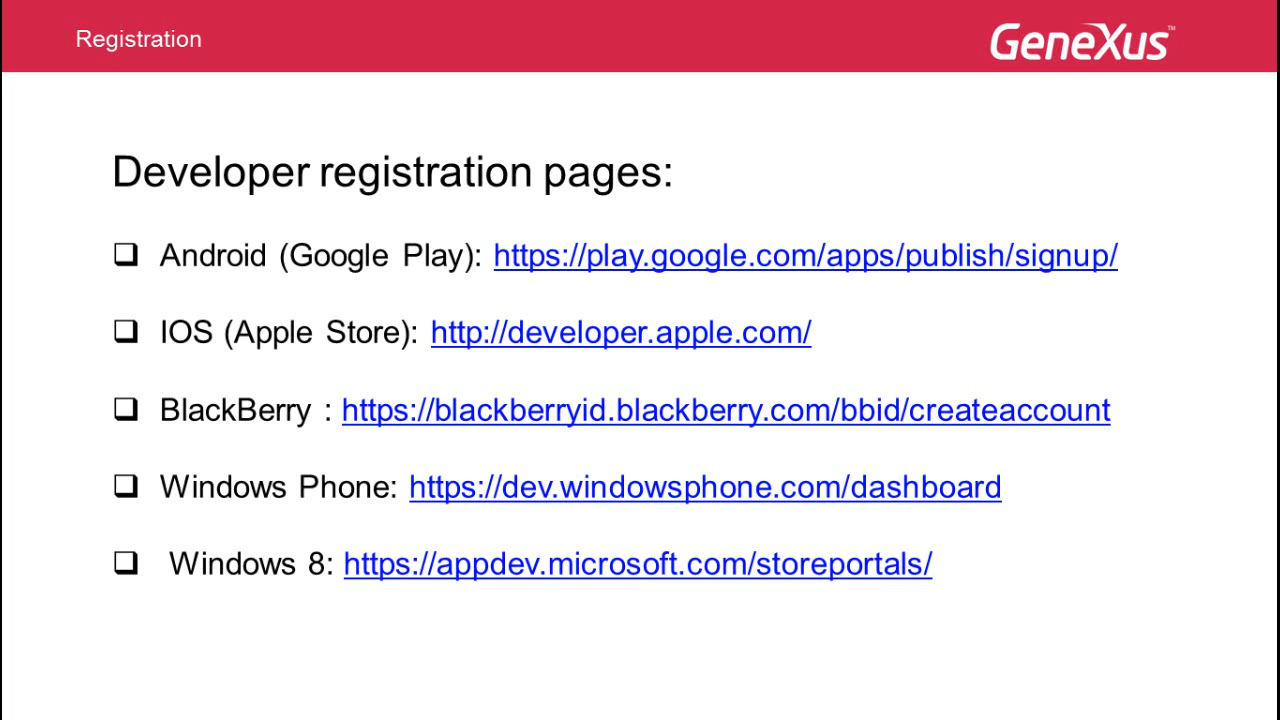 Registration
GeneXus™
Developer registration pages:
❑ Android (Google Play): https://play.google.com/apps/publish/signup/
❑ IOS (Apple Store): http://developer.apple.com/
❑ BlackBerry : https://blackberryid.blackberry.com/bbid/createaccount
❑ Windows Phone: https://dev.windowsphone.com/dashboard
❑ Windows 8: https://appdev.microsoft.com/storeportals/